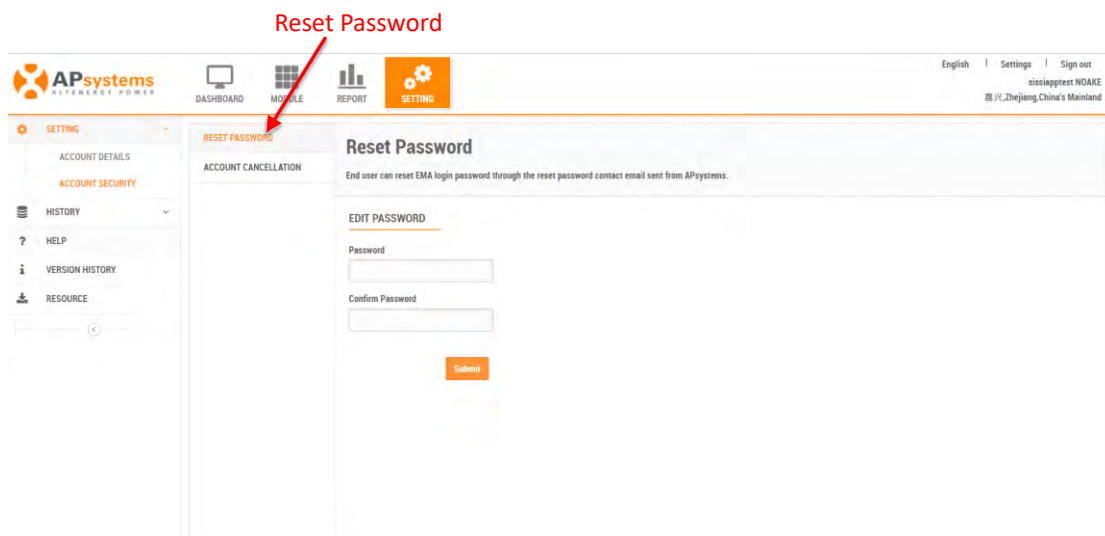 Reset Password
APsystems
ALTENERGY POWER
DASHBOARD
MODULE
REPORT
SETTING
English | Settings | Sign out
sissiapptest NOAKE
嘉兴,Zhejiang,China's Mainland
SETTING
ACCOUNT DETAILS
ACCOUNT SECURITY
HISTORY
HELP
VERSION HISTORY
RESOURCE
RESET PASSWORD
ACCOUNT CANCELLATION
Reset Password
End user can reset EMA login password through the reset password contact email sent from APsystems.
EDIT PASSWORD
Password
Confirm Password
Submit